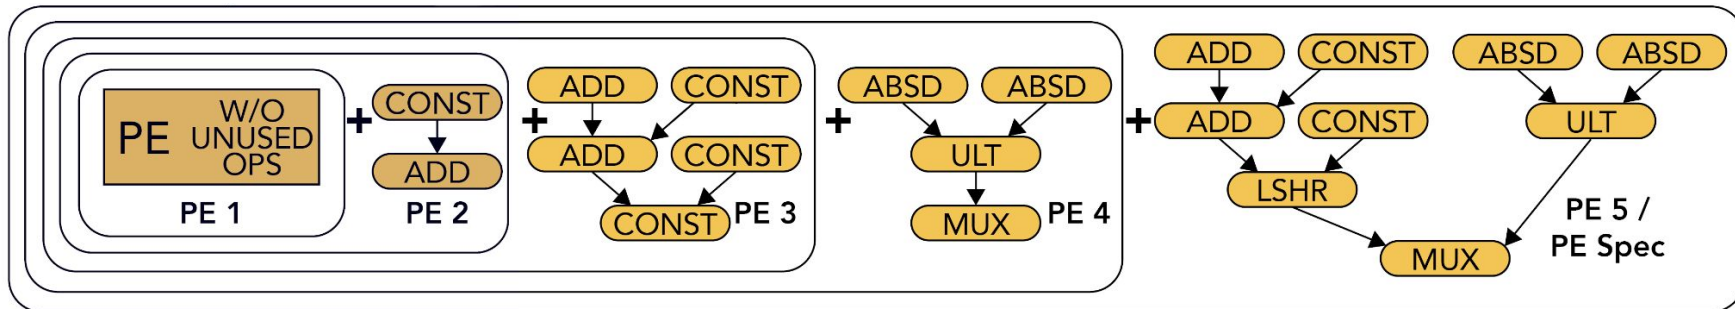 PE W/O UNUSED OPS
PE 1
+
CONST
ADD
PE 2
+
ADD CONST
ADD CONST
CONST
PE 3
+
ABSD ABSD
ULT
MUX
PE 4
+
ADD CONST
ADD CONST
LSHR
ABSD ABSD
ULT
MUX
PE 5 /
PE Spec